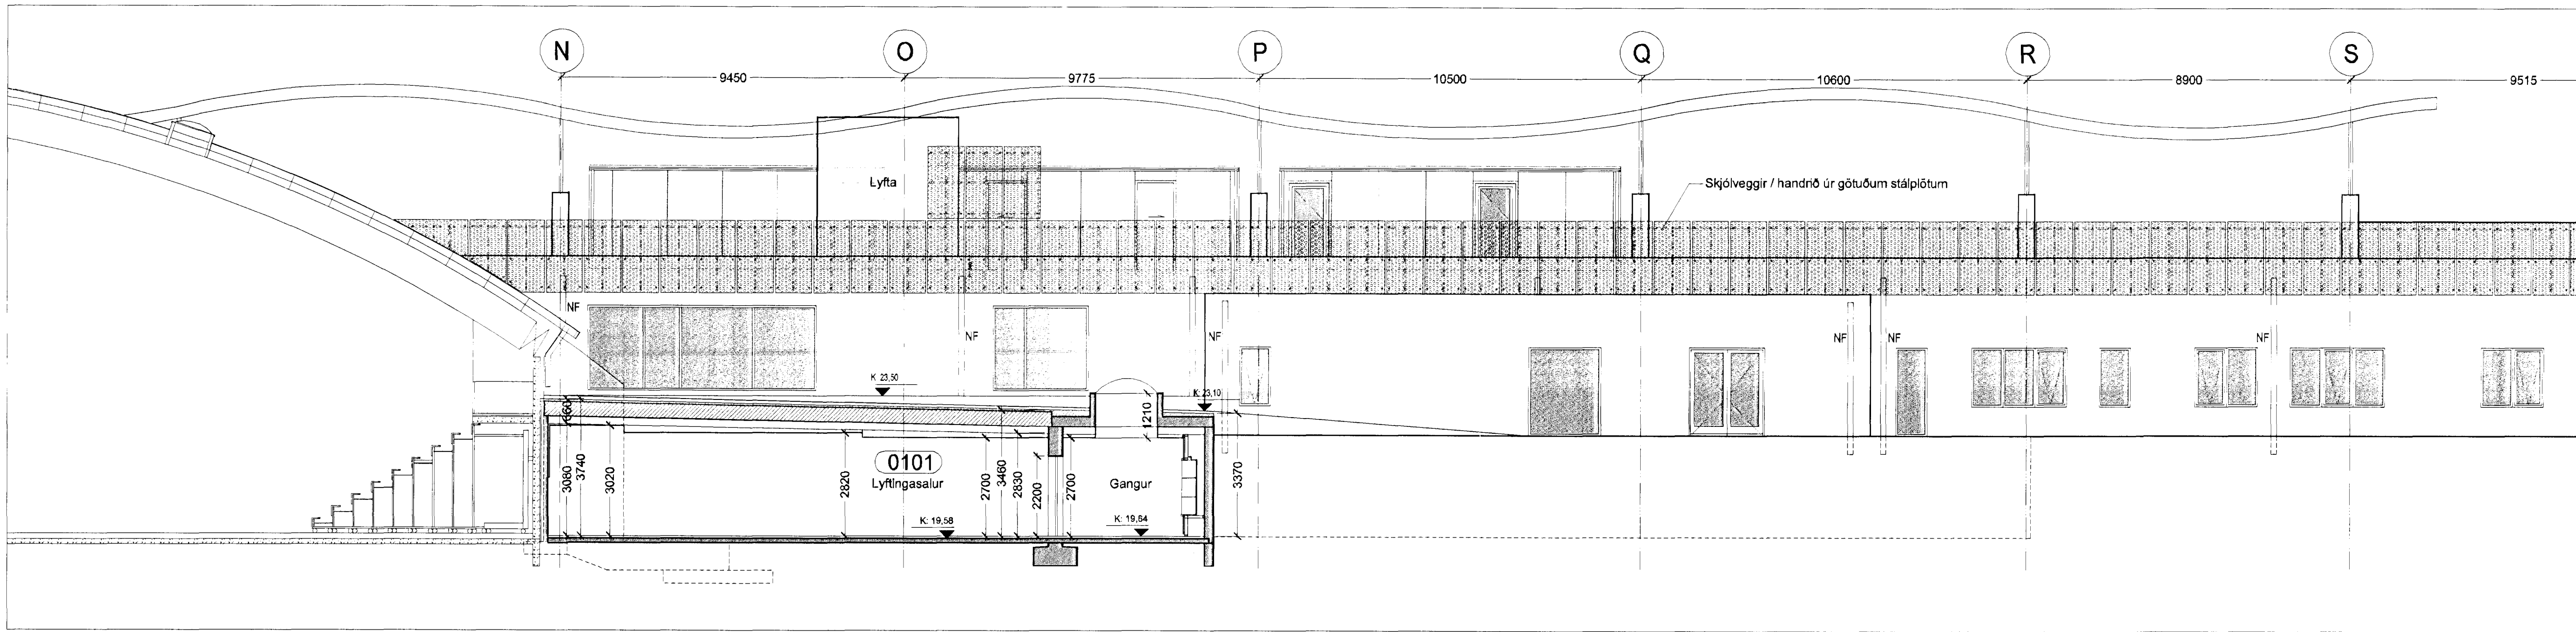 N
O
P
Q
R
S
9450
9775
10500
10600
8900
9515
Lyfta
Skjólveggir / handrið úr götuðum stálplötum
NF
NF
NF
NF
NF
NF
K: 23,50
K: 23,10
660
1210
3080
3740
3020
2820
0101
Lyftingasalur
2700
3460
2830
2200
2700
Gangur
3370
K: 19,58
K: 19,64